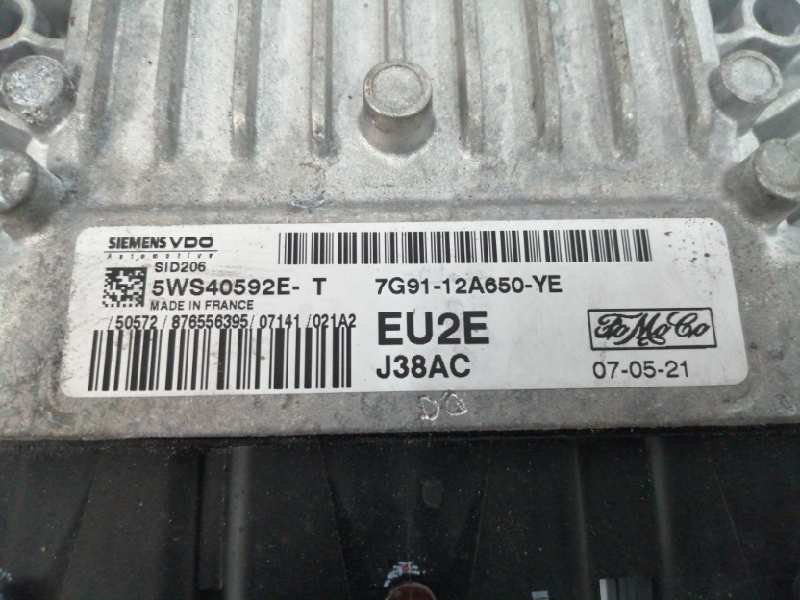 SIEMENS VDO
Automotive
SID206
5WS40592E- T
MADE IN FRANCE
/50572/876556395/07141/021A2
7G91-12A650-YE
EU2E
J38AC
FoMoCo
07-05-21